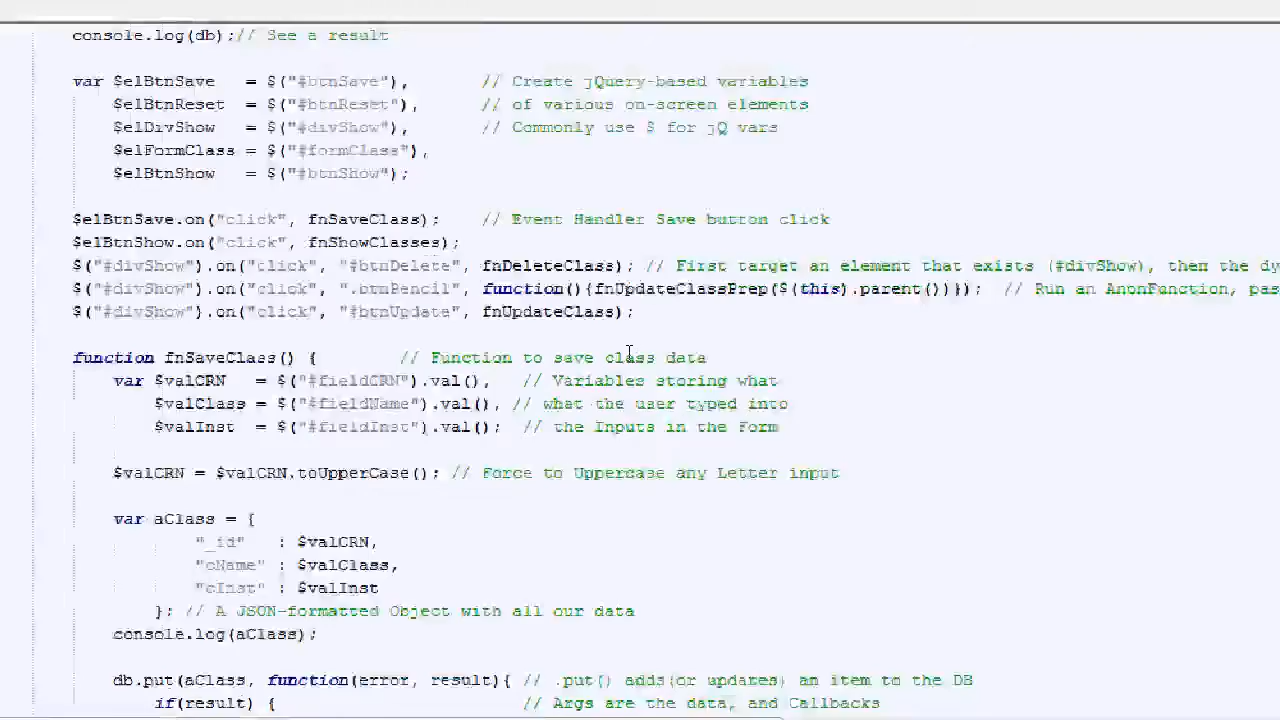 console.log(db);// See a result
var $elBtnSave   = $("#btnSave"),       // Create jQuery-based variables
    $elBtnReset  = $("#btnReset"),      // of various on-screen elements
    $elDivShow   = $("#divShow"),       // Commonly use $ for jQ vars
    $elFormClass = $("#formClass"),
    $elBtnShow   = $("#btnShow");
$elBtnSave.on("click", fnSaveClass);    // Event Handler Save button click
$elBtnShow.on("click", fnShowClasses);
$("#divShow").on("click", "#btnDelete", fnDeleteClass); // First target an element that exists (#divShow), then the dy
$("#divShow").on("click", ".btnPencil", function(){fnUpdateClassPrep($(this).parent())});  // Run an AnonFunction, pas
$("#divShow").on("click", "#btnUpdate", fnUpdateClass);
function fnSaveClass() {        // Function to save class data
    var $valCRN   = $("#fieldCRN").val(),   // Variables storing what
        $valClass = $("#fieldName").val(), // what the user typed into
        $valInst  = $("#fieldInst").val();  // the Inputs in the Form
    $valCRN = $valCRN.toUpperCase(); // Force to Uppercase any Letter input
    var aClass = {
            "_id"   : $valCRN,
            "cName" : $valClass,
            "cInst" : $valInst
        }; // A JSON-formatted Object with all our data
    console.log(aClass);
    db.put(aClass, function(error, result){ // .put() adds(or updates) an item to the DB
        if(result) {                        // Args are the data, and Callbacks